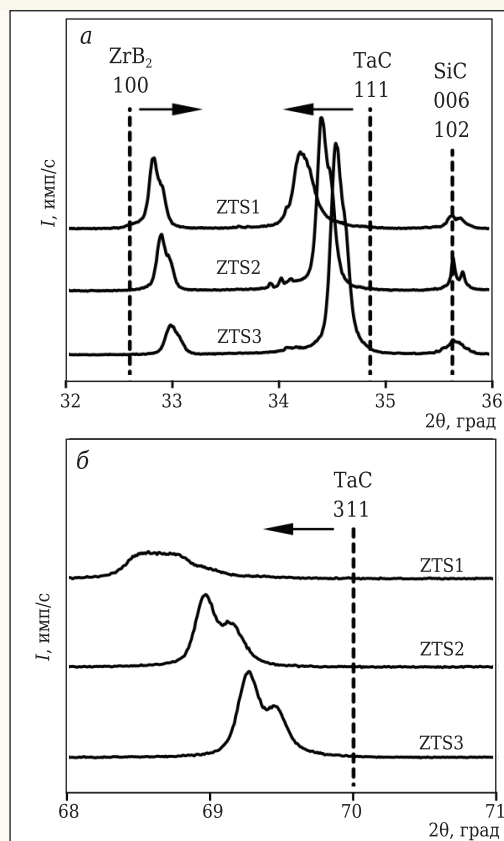 а
ZrB₂
100
TaC
111
SiC
006
102
I, имп/с
ZTS1
ZTS2
ZTS3
32 33 34 35 36
2θ, град
б
TaC
311
I, имп/с
ZTS1
ZTS2
ZTS3
68 69 70 71
2θ, град